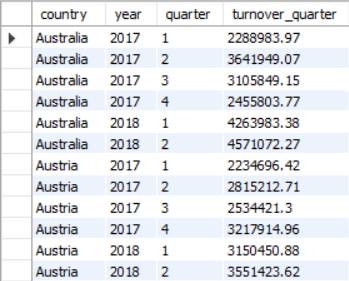 country year quarter turnover_quarter
Australia 2017 1 2288983.97
Australia 2017 2 3641949.07
Australia 2017 3 3105849.15
Australia 2017 4 2455803.77
Australia 2018 1 4263983.38
Australia 2018 2 4571072.27
Austria 2017 1 2234696.42
Austria 2017 2 2815212.71
Austria 2017 3 2534421.3
Austria 2017 4 3217914.96
Austria 2018 1 3150450.88
Austria 2018 2 3551423.62